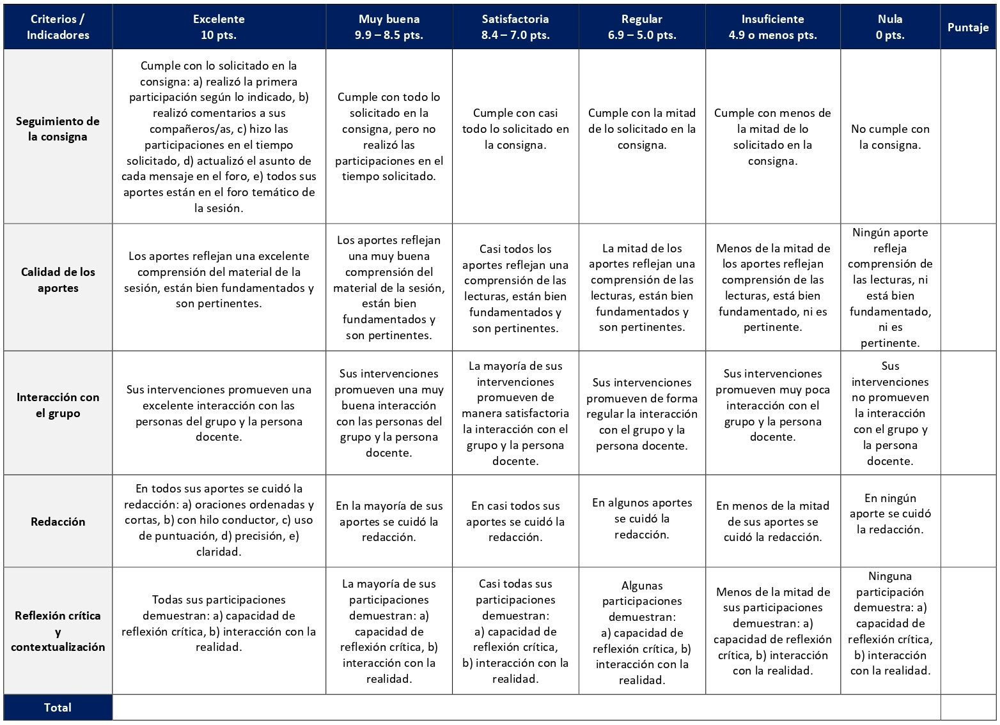 Criterios /
Indicadores
Excelente
10 pts.
Muy buena
9.9 – 8.5 pts.
Satisfactoria
8.4 – 7.0 pts.
Regular
6.9 – 5.0 pts.
Insuficiente
4.9 o menos pts.
Nula
0 pts.
Puntaje
Seguimiento de
la consigna
Cumple con lo solicitado en la
consigna: a) realizó la primera
participación según lo indicado, b)
realizó comentarios a sus
compañeros/as, c) hizo las
participaciones en el tiempo
solicitado, d) actualizó el asunto de
cada mensaje en el foro, e) todos sus
aportes están en el foro temático de
la sesión.
Cumple con todo lo
solicitado en la
consigna, pero no
realizó las
participaciones en el
tiempo solicitado.
Cumple con casi
todo lo solicitado en
la consigna.
Cumple con la mitad
de lo solicitado en la
consigna.
Cumple con menos de
la mitad de lo
solicitado en la
consigna.
No cumple con
la consigna.
Calidad de los
aportes
Los aportes reflejan una excelente
comprensión del material de la
sesión, están bien fundamentados y
son pertinentes.
Los aportes reflejan
una muy buena
comprensión del
material de la sesión,
están bien
fundamentados y
son pertinentes.
Casi todos los
aportes reflejan una
comprensión de las
lecturas, están bien
fundamentados y
son pertinentes.
La mitad de los
aportes reflejan una
comprensión de las
lecturas, están bien
fundamentados y
son pertinentes.
Menos de la mitad de
los aportes reflejan
comprensión de las
lecturas, está bien
fundamentado, ni es
pertinente.
Ningún aporte
refleja
comprensión de
las lecturas, ni
está bien
fundamentado,
ni es
pertinente.
Interacción con
el grupo
Sus intervenciones promueven una
excelente interacción con las
personas del grupo y la persona
docente.
Sus intervenciones
promueven una muy
buena interacción
con las personas del
grupo y la persona
docente.
La mayoría de sus
intervenciones
promueven de
manera satisfactoria
la interacción con el
grupo y la persona
docente.
Sus intervenciones
promueven de forma
regular la interacción
con el grupo y la
persona docente.
Sus intervenciones
promueven muy poca
interacción con el
grupo y la persona
docente.
Sus
intervenciones
no promueven
la interacción
con el grupo y
la persona
docente.
Redacción
En todos sus aportes se cuidó la
redacción: a) oraciones ordenadas y
cortas, b) con hilo conductor, c) uso
de puntuación, d) precisión, e)
claridad.
En la mayoría de sus
aportes se cuidó la
redacción.
En casi todos sus
aportes se cuidó la
redacción.
En algunos aportes
se cuidó la
redacción.
En menos de la mitad
de sus aportes se
cuidó la redacción.
En ningún
aporte se cuidó
la redacción.
Reflexión crítica
y
contextualización
Todas sus participaciones
demuestran: a) capacidad de
reflexión crítica, b) interacción con la
realidad.
La mayoría de sus
participaciones
demuestran: a)
capacidad de
reflexión crítica, b)
interacción con la
realidad.
Casi todas sus
participaciones
demuestran:
a) capacidad de
reflexión crítica,
b) interacción con la
realidad.
Algunas
participaciones
demuestran:
a) capacidad de
reflexión crítica, b)
interacción con la
realidad.
Menos de la mitad de
sus participaciones
demuestran: a)
capacidad de reflexión
crítica, b) interacción
con la realidad.
Ninguna
participación
demuestra: a)
capacidad de
reflexión crítica,
b) interacción
con la realidad.
Total